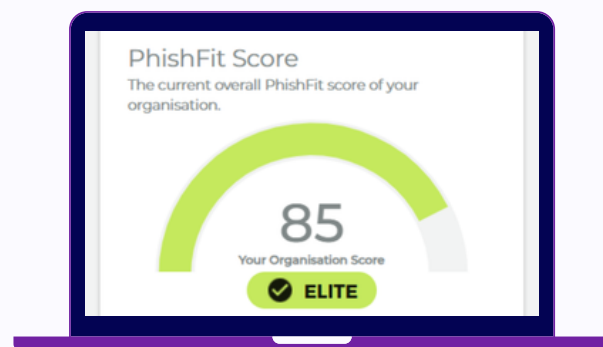 PhishFit Score
The current overall PhishFit score of your
organisation.
85
Your Organisation Score
ELITE